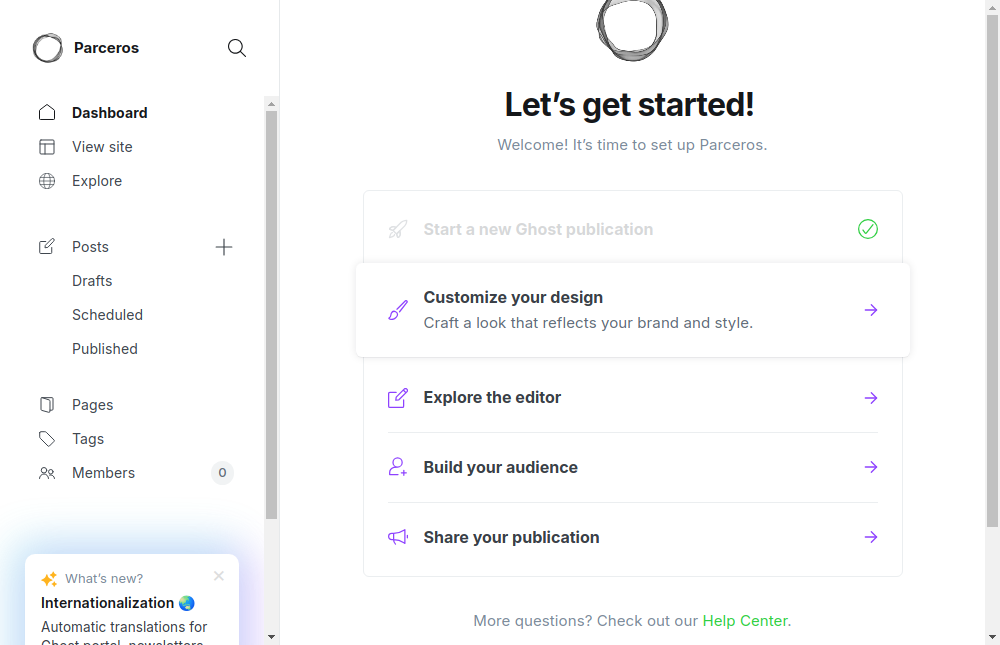 Parceros
Dashboard
View site
Explore
Posts
Drafts
Scheduled
Published
Pages
Tags
Members 0
What's new?
Internationalization 🌏
Automatic translations for
Ghost portal, newsletters
Let's get started!
Welcome! It's time to set up Parceros.
Start a new Ghost publication
Customize your design
Craft a look that reflects your brand and style.
Explore the editor
Build your audience
Share your publication
More questions? Check out our Help Center.